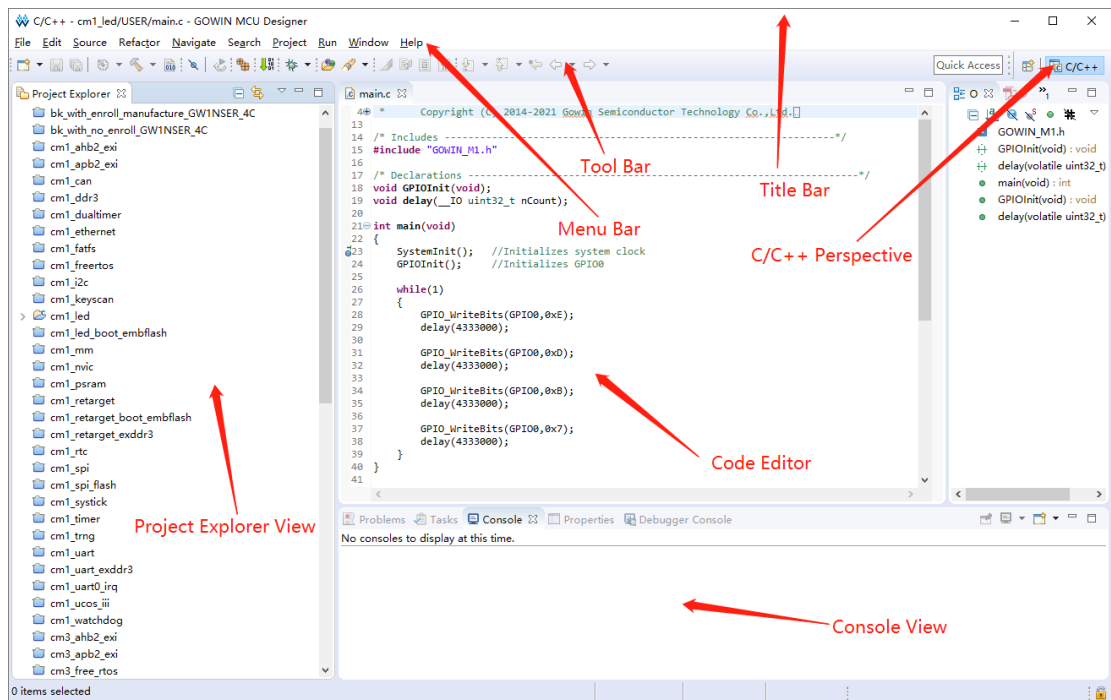 C/C++ - cm1_led/USER/main.c - GOWIN MCU Designer
File Edit Source Refactor Navigate Search Project Run Window Help
Quick Access
C/C++
Project Explorer
bk_with_enroll_manufacture_GW1NSER_4C
bk_with_no_enroll_GW1NSER_4C
cm1_ahb2_exi
cm1_apb2_exi
cm1_can
cm1_ddr3
cm1_dualtimer
cm1_ethernet
cm1_fatfs
cm1_freertos
cm1_i2c
cm1_keyscan
cm1_led
cm1_led_boot_embflash
cm1_mm
cm1_nvic
cm1_psram
cm1_retarget
cm1_retarget_boot_embflash
cm1_retarget_exddr3
cm1_rtc
cm1_spi
cm1_spi_flash
cm1_systick
cm1_timer
cm1_trng
cm1_uart
cm1_uart_exddr3
cm1_uart0_irq
cm1_ucos_iii
cm1_watchdog
cm3_ahb2_exi
cm3_apb2_exi
cm3_free_rtos
Project Explorer View
main.c
4 * Copyright (C) 2014-2021 Gowin Semiconductor Technology Co.,Ltd.
13
14 /* Includes ------------------------------------------------------------------*/
15 #include "GOWIN_M1.h"
16
17 /* Declarations ------------------------------------------------------------------*/
18 void GPIOInit(void);
19 void delay(__IO uint32_t nCount);
20
21 int main(void)
22 {
23 SystemInit(); //Initializes system clock
24 GPIOInit(); //Initializes GPIO0
25
26 while(1)
27 {
28 GPIO_WriteBits(GPIO0,0xE);
29 delay(4333000);
30
31 GPIO_WriteBits(GPIO0,0xD);
32 delay(4333000);
33
34 GPIO_WriteBits(GPIO0,0xB);
35 delay(4333000);
36
37 GPIO_WriteBits(GPIO0,0x7);
38 delay(4333000);
39 }
40 }
41
Tool Bar
Title Bar
Menu Bar
C/C++ Perspective
Code Editor
O
GOWIN_M1.h
GPIOInit(void) : void
delay(volatile uint32_t)
main(void) : int
GPIOInit(void) : void
delay(volatile uint32_t)
Problems Tasks Console Properties Debugger Console
No consoles to display at this time.
Console View
0 items selected